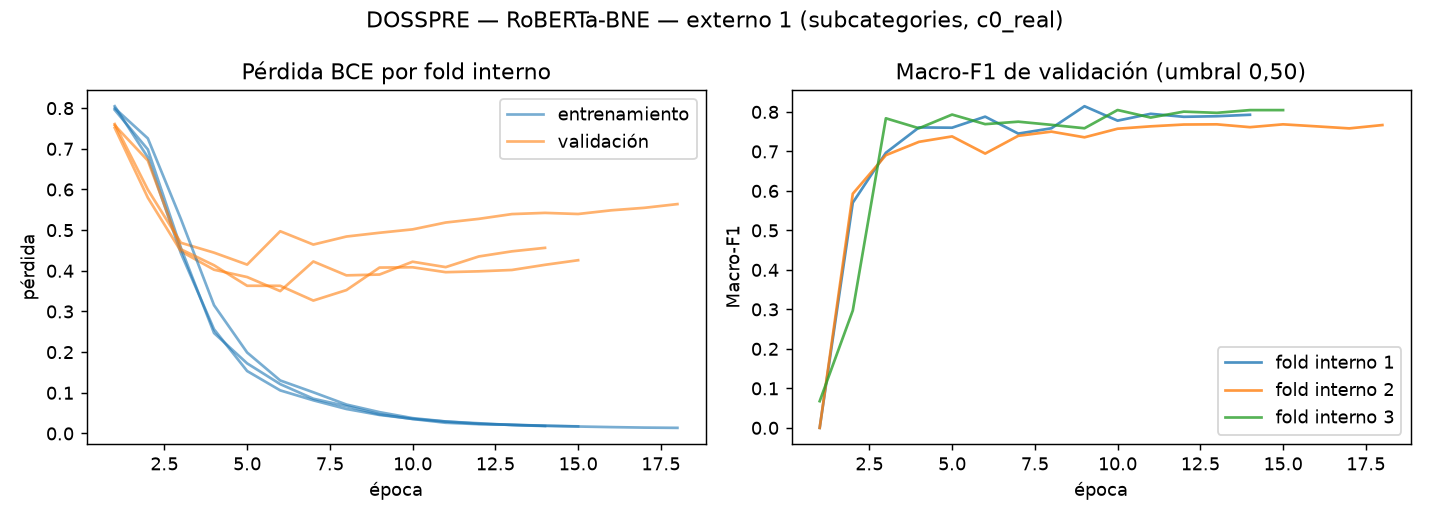 DOSSPRE — RoBERTa-BNE — externo 1 (subcategories, c0_real)
Pérdida BCE por fold interno
pérdida
0.8
0.7
0.6
0.5
0.4
0.3
0.2
0.1
0.0
entrenamiento
validación
2.5 5.0 7.5 10.0 12.5 15.0 17.5
época
Macro-F1 de validación (umbral 0,50)
Macro-F1
0.8
0.7
0.6
0.5
0.4
0.3
0.2
0.1
0.0
fold interno 1
fold interno 2
fold interno 3
2.5 5.0 7.5 10.0 12.5 15.0 17.5
época